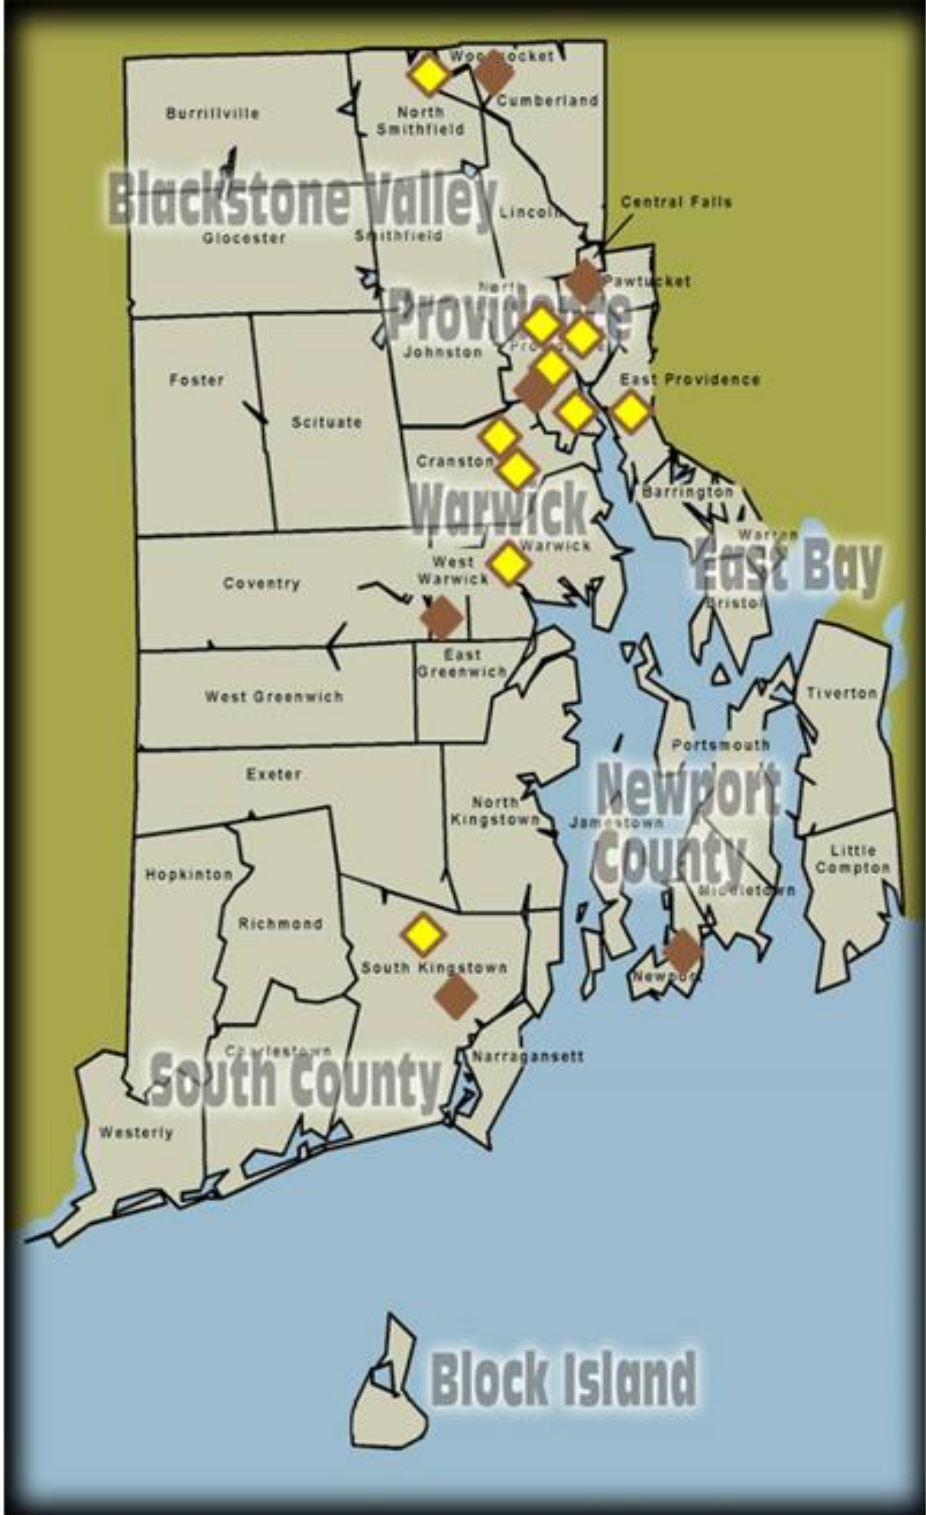 Woonsocket
Cumberland
Burrillville
North
Smithfield
Blackstone Valley
Central Falls
Lincoln
Glocester
Smithfield
Pawtucket
North
Providence
Providence
Johnston
Foster
East Providence
Scituate
Cranston
Barrington
Warwick
Warren
Warwick
East Bay
West
Warwick
Coventry
Bristol
East
Greenwich
West Greenwich
Tiverton
Portsmouth
Exeter
Newport
County
North
Kingstown
Jamestown
Little
Compton
Hopkinton
Middletown
Richmond
South Kingstown
Newport
Charlestown
Narragansett
South County
Westerly
Block Island